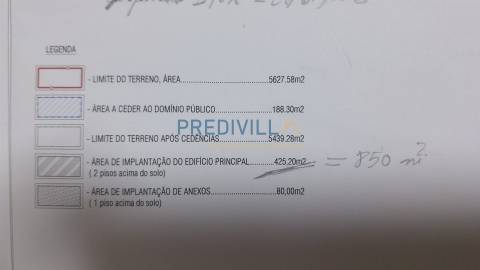 LEGENDA
- LIMITE DO TERRENO, ÁREA..............................................5627.58m2
- ÁREA A CEDER AO DOMÍNIO PÚBLICO..............................188.30m2
PREDIVILLA
- LIMITE DO TERRENO APÓS CEDÊNCIAS............................5439.28m2
- ÁREA DE IMPLANTAÇÃO DO EDIFÍCIO PRINCIPAL............425.20m2 = 850 m²
( 2 pisos acima do solo)
- ÁREA DE IMPLANTAÇÃO DE ANEXOS................................80,00m2
( 1 piso acima do solo)